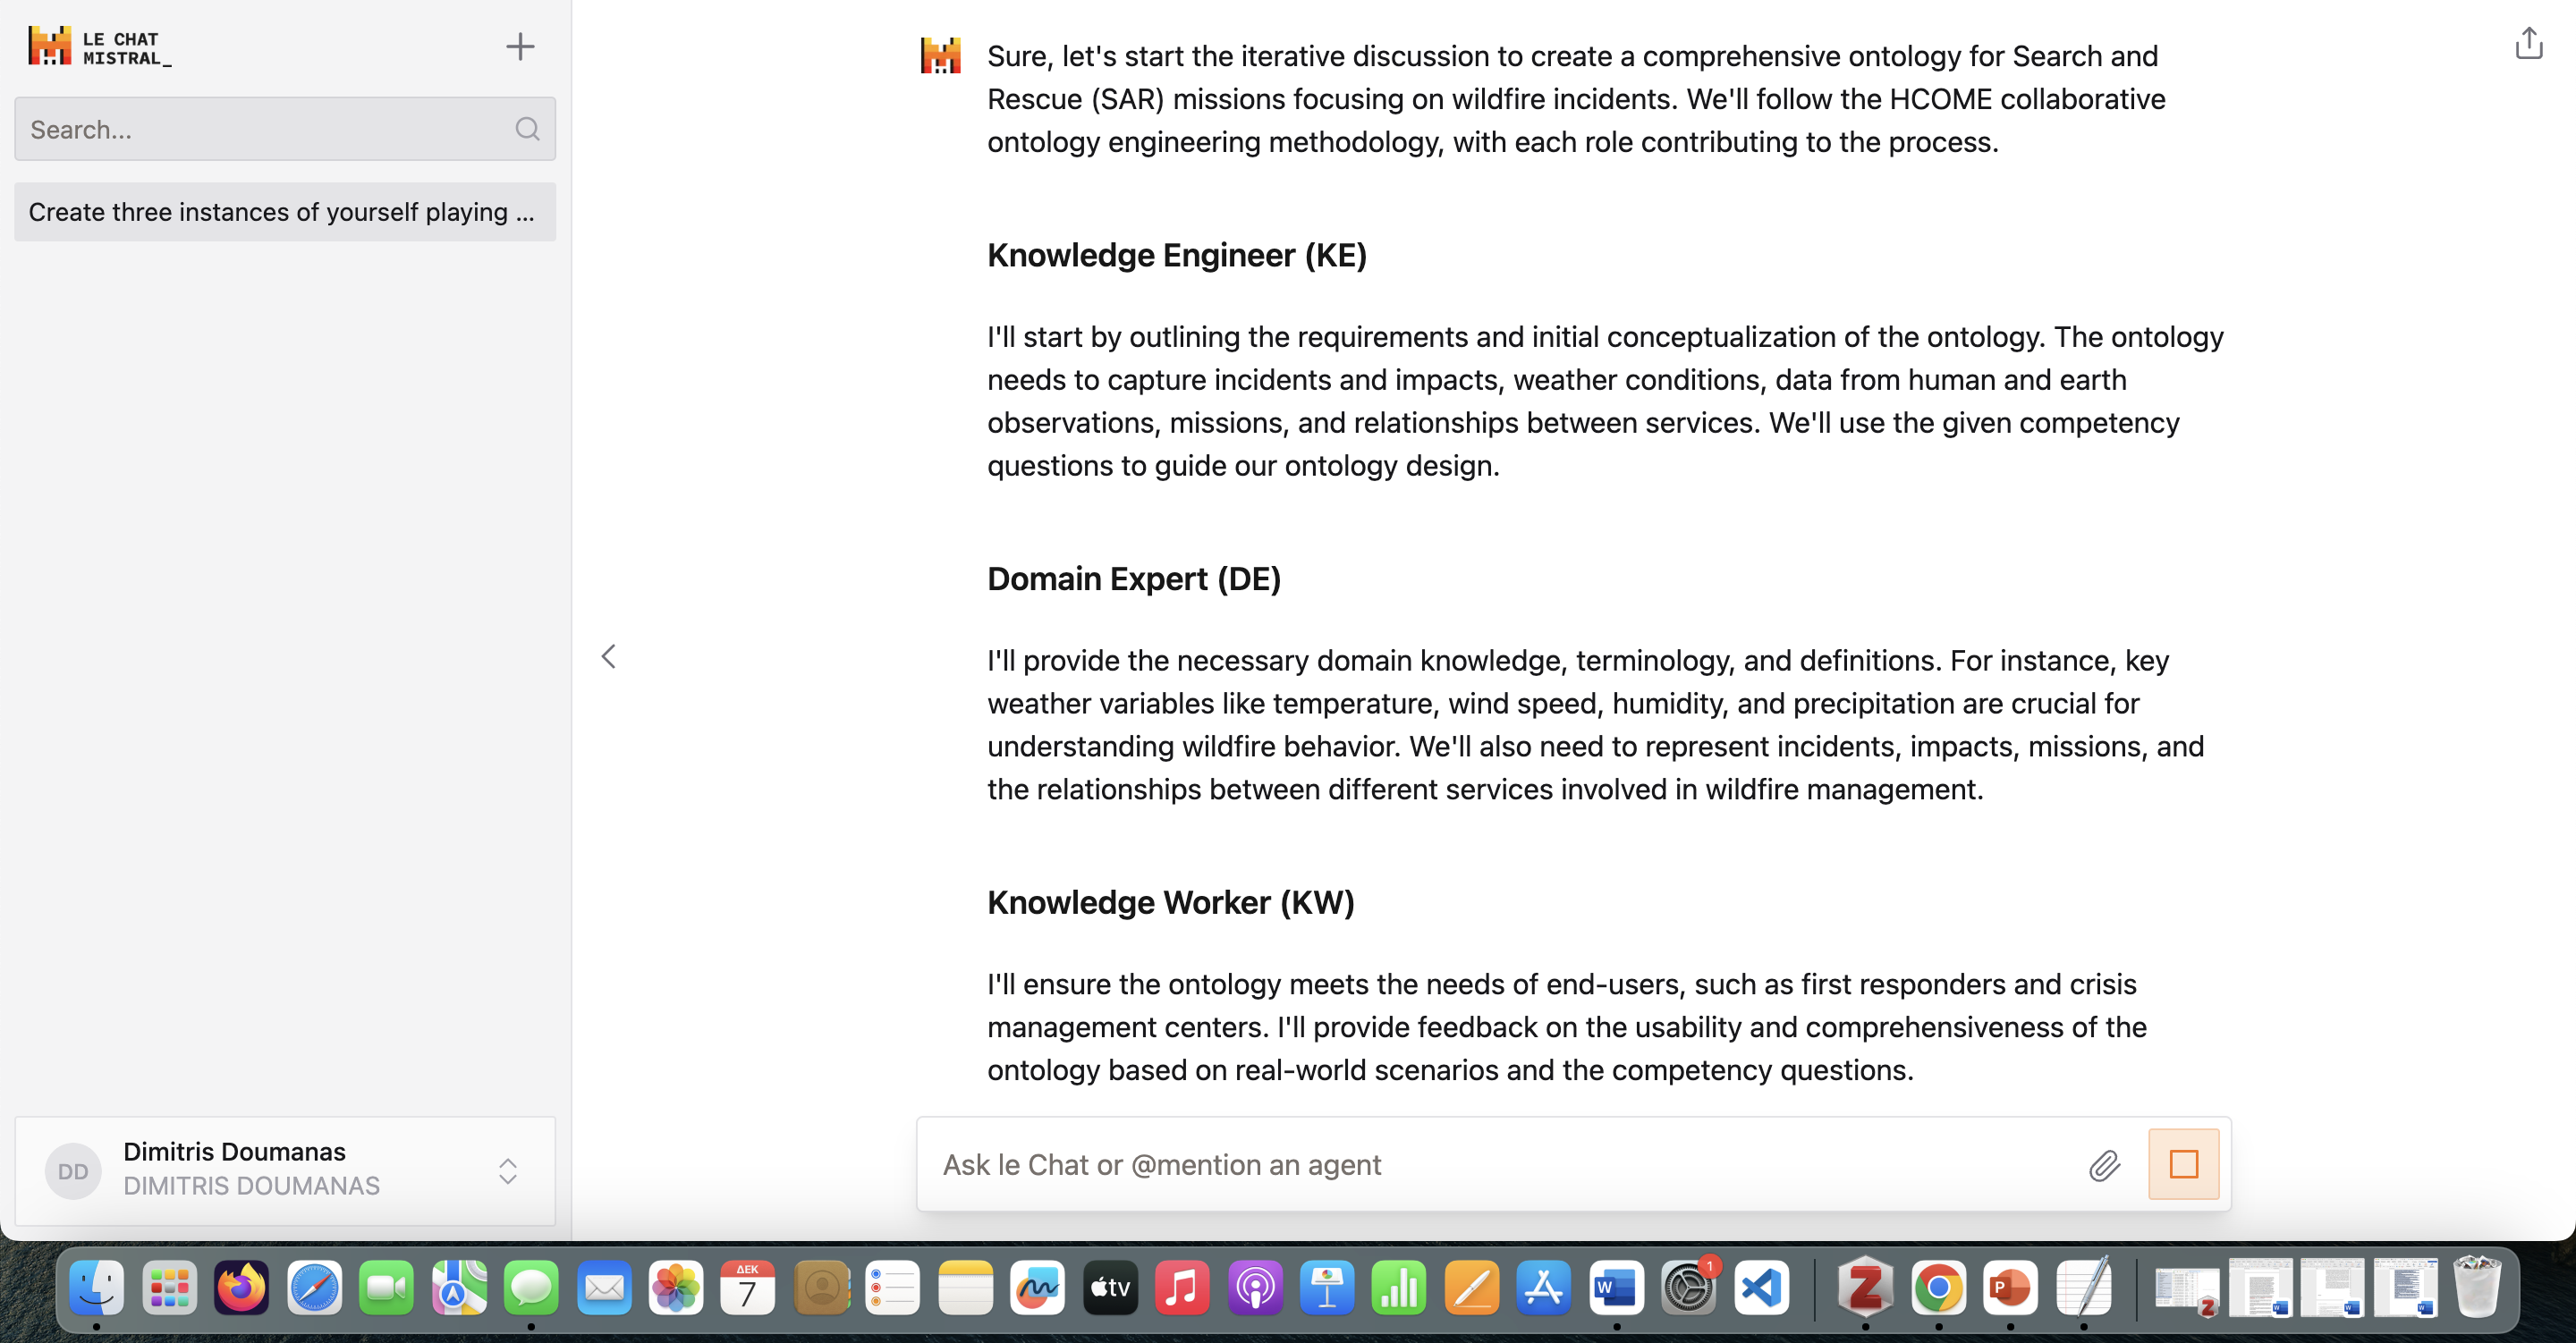 LE CHAT
MISTRAL_
Search...
Create three instances of yourself playing ...
Sure, let's start the iterative discussion to create a comprehensive ontology for Search and
Rescue (SAR) missions focusing on wildfire incidents. We'll follow the HCOME collaborative
ontology engineering methodology, with each role contributing to the process.
Knowledge Engineer (KE)
I'll start by outlining the requirements and initial conceptualization of the ontology. The ontology
needs to capture incidents and impacts, weather conditions, data from human and earth
observations, missions, and relationships between services. We'll use the given competency
questions to guide our ontology design.
Domain Expert (DE)
I'll provide the necessary domain knowledge, terminology, and definitions. For instance, key
weather variables like temperature, wind speed, humidity, and precipitation are crucial for
understanding wildfire behavior. We'll also need to represent incidents, impacts, missions, and
the relationships between different services involved in wildfire management.
Knowledge Worker (KW)
I'll ensure the ontology meets the needs of end-users, such as first responders and crisis
management centers. I'll provide feedback on the usability and comprehensiveness of the
ontology based on real-world scenarios and the competency questions.
Ask le Chat or @mention an agent
DD
Dimitris Doumanas
DIMITRIS DOUMANAS
ΔΕΚ
7
tv
W
1
Z
P